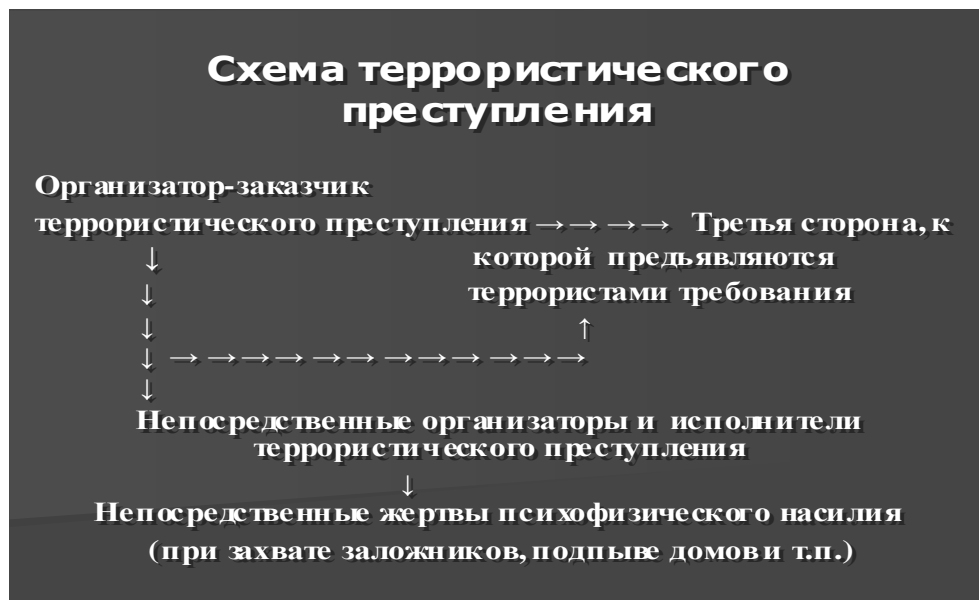 Схема террористического
преступления
Организатор-заказчик
террористического преступления →→ →→ Третья сторона, к
↓ которой предьявляются
↓ террористами требования
↓ ↑
↓ → →→→ →→ →→→ →→→
↓
Непосредственные организаторы и исполнители
террористического преступления
↓
Непосредственные жертвы психофизического насилия
(при захвате заложников, подпыве домов и т.п.)